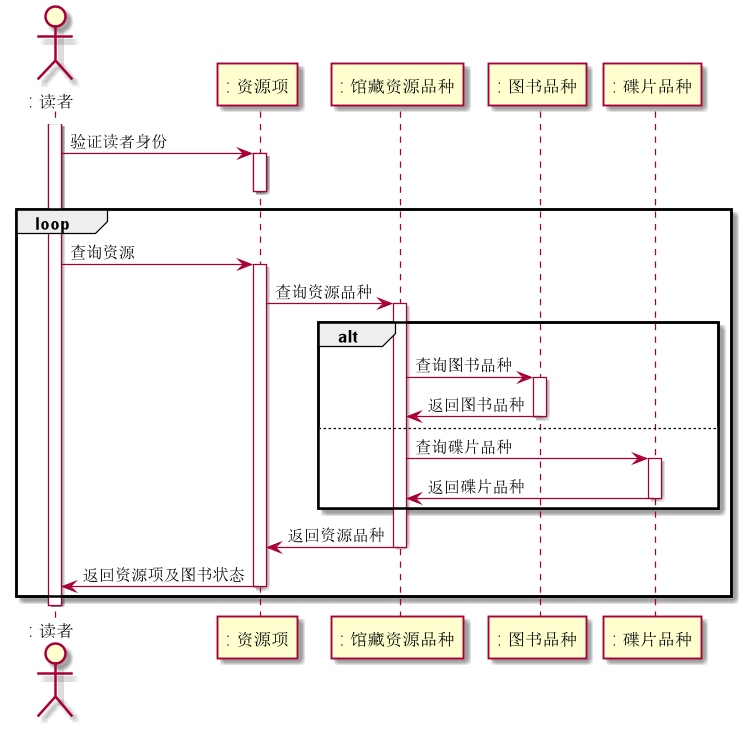 : 读者
: 资源项
: 馆藏资源品种
: 图书品种
: 碟片品种
验证读者身份
loop
查询资源
查询资源品种
alt
查询图书品种
返回图书品种
查询碟片品种
返回碟片品种
返回资源品种
返回资源项及图书状态
: 读者
: 资源项
: 馆藏资源品种
: 图书品种
: 碟片品种